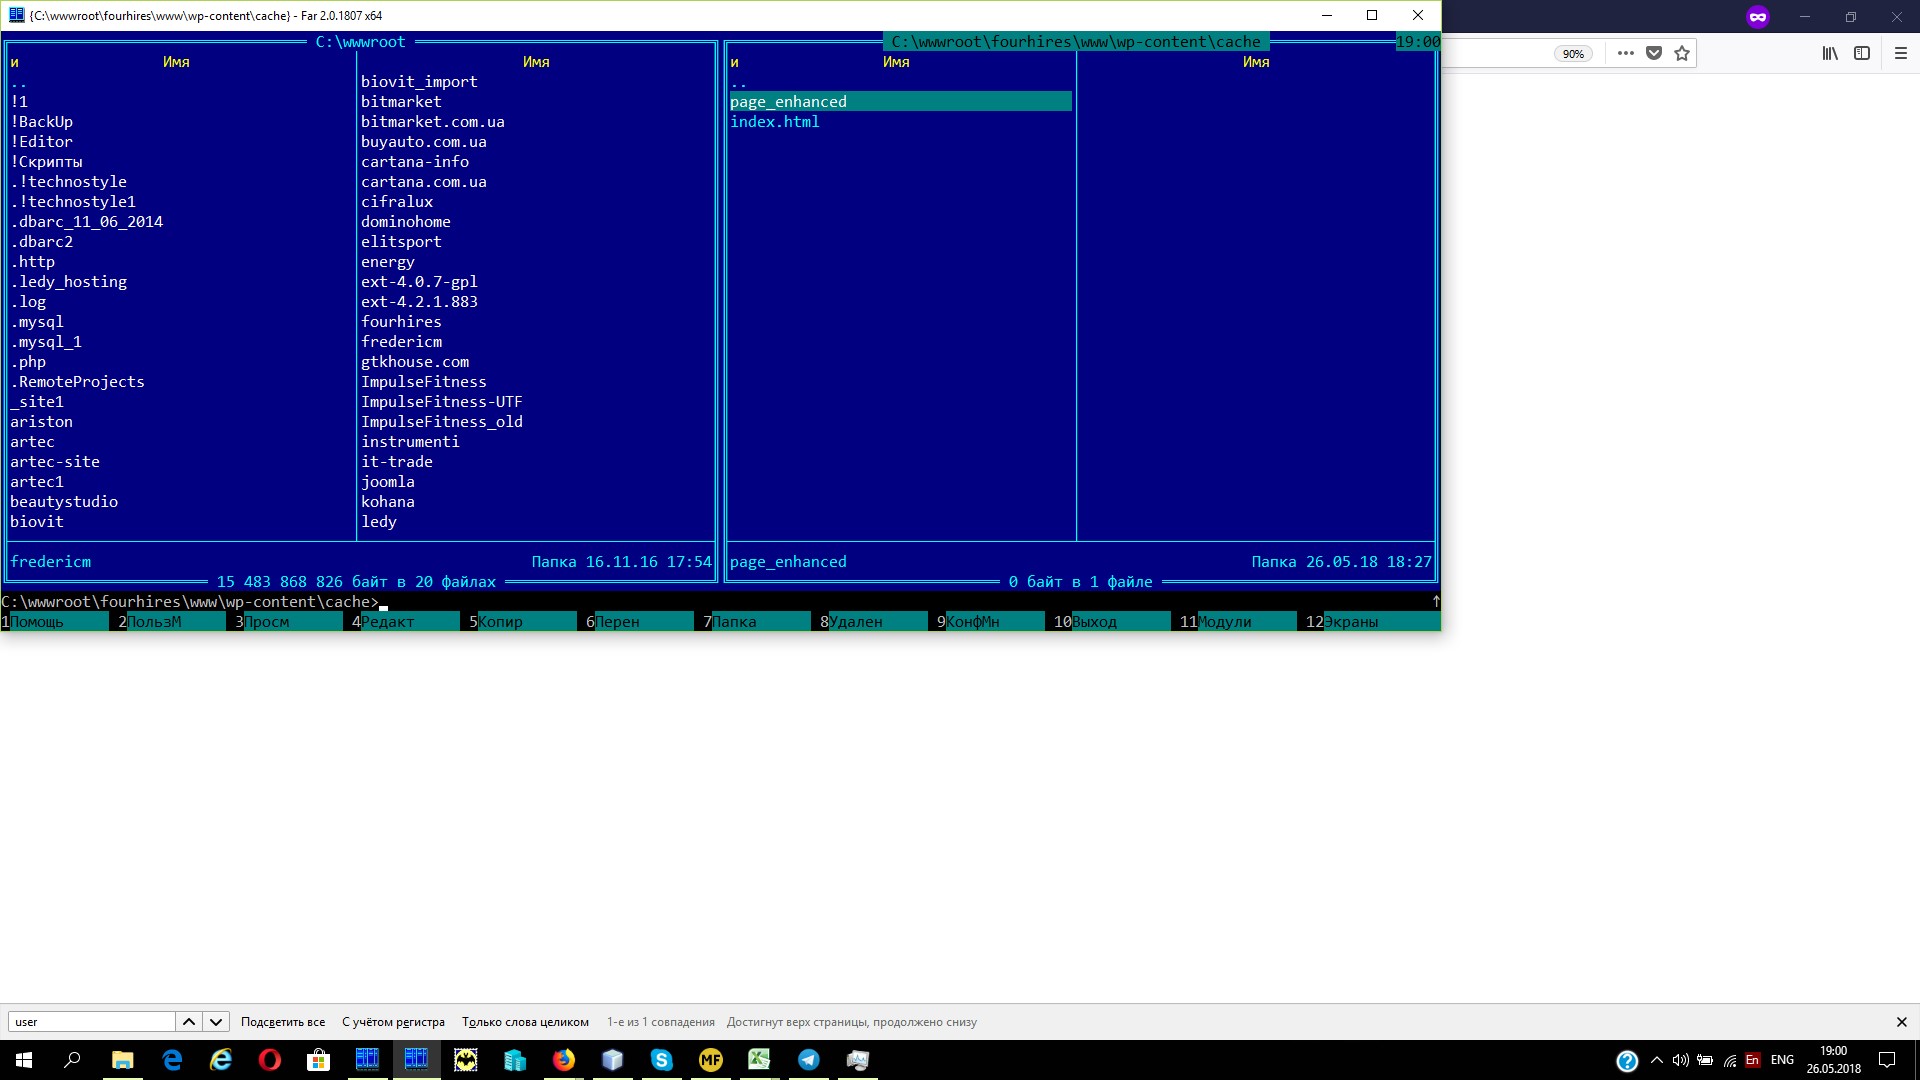 {C:\wwwroot\fourhires\www\wp-content\cache} - Far 2.0.1807 x64
C:\wwwroot
и Имя Имя
..
!1
!BackUp
!Editor
!Скрипты
.!technostyle
.!technostyle1
.dbarc_11_06_2014
.dbarc2
.http
.ledy_hosting
.log
.mysql
.mysql_1
.php
.RemoteProjects
_site1
ariston
artec
artec-site
artec1
beautystudio
biovit
biovit_import
bitmarket
bitmarket.com.ua
buyauto.com.ua
cartana-info
cartana.com.ua
cifralux
dominohome
elitsport
energy
ext-4.0.7-gpl
ext-4.2.1.883
fourhires
fredericm
gtkhouse.com
ImpulseFitness
ImpulseFitness-UTF
ImpulseFitness_old
instrumenti
it-trade
joomla
kohana
ledy
fredericm Папка 16.11.16 17:54
15 483 868 826 байт в 20 файлах
C:\wwwroot\fourhires\www\wp-content\cache 19:00
и Имя Имя
..
page_enhanced
index.html
page_enhanced Папка 26.05.18 18:27
0 байт в 1 файле
C:\wwwroot\fourhires\www\wp-content\cache>
1Помощь 2ПользМ 3Просм 4Редакт 5Копир 6Перен 7Папка 8Удален 9КонфМн 10Выход 11Модули 12Экраны
90%
user Подсветить все С учётом регистра Только слова целиком 1-е из 1 совпадения Достигнут верх страницы, продолжено снизу
MF
En ENG 19:00
26.05.2018